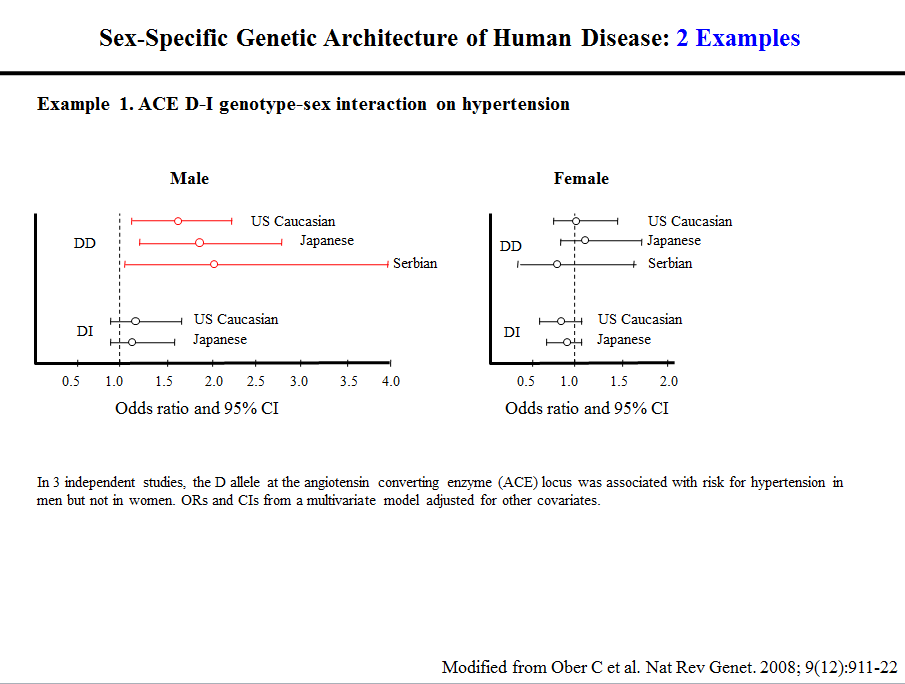 Sex-Specific Genetic Architecture of Human Disease: 2 Examples
Example 1. ACE D-I genotype-sex interaction on hypertension
Male
US Caucasian
DD
Japanese
Serbian
US Caucasian
DI
Japanese
0.5 1.0 1.5 2.0 2.5 3.0 3.5 4.0
Odds ratio and 95% CI
Female
US Caucasian
DD
Japanese
Serbian
US Caucasian
DI
Japanese
0.5 1.0 1.5 2.0
Odds ratio and 95% CI
In 3 independent studies, the D allele at the angiotensin converting enzyme (ACE) locus was associated with risk for hypertension in
men but not in women. ORs and CIs from a multivariate model adjusted for other covariates.
Modified from Ober C et al. Nat Rev Genet. 2008; 9(12):911-22